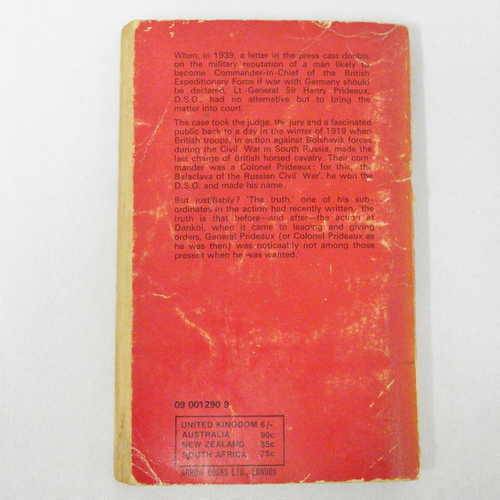 When, in 1939, a letter in the press cast doubts
on the military reputation of a man likely to
become Commander-in-Chief of the British
Expeditionary Force if war with Germany should
be declared, Lt-General Sir Henry Prideaux,
D.S.O., had no alternative but to bring the
matter into court.
The case took the judge, the jury and a fascinated
public back to a day in the winter of 1919 when
British troops, in action against Bolshevik forces
during the Civil War in South Russia, made the
last charge of British horsed cavalry. Their com-
mander was a Colonel Prideaux: for this, the
'Balaclava of the Russian Civil War', he won the
D.S.O. and made his name.
But justifiably? 'The truth,' one of his sub-
ordinates in the action had recently written, 'the
truth is that before—and after—the action at
Dankoi, when it came to leading and giving
orders, General Prideaux (or Colonel Prideaux as
he was then) was noticeably not among those
present when he was wanted.'
09 001290 9
UNITED KINGDOM 6/-
AUSTRALIA 90c
NEW ZEALAND 85c
SOUTH AFRICA 75c
ARROW BOOKS LTD., LONDON